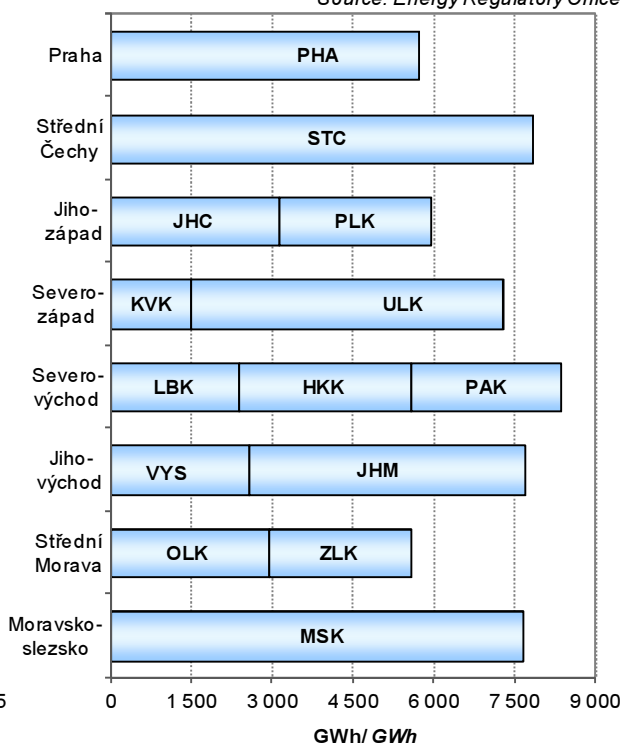 Source: Energy Regulatory Office
Praha
PHA
Střední
Čechy
STC
Jiho-
západ
JHC PLK
Severo-
západ
KVK ULK
Severo-
východ
LBK HKK PAK
Jiho-
východ
VYS JHM
Střední
Morava
OLK ZLK
Moravsko-
slezsko
MSK
5
0 1 500 3 000 4 500 6 000 7 500 9 000
GWh/ GWh